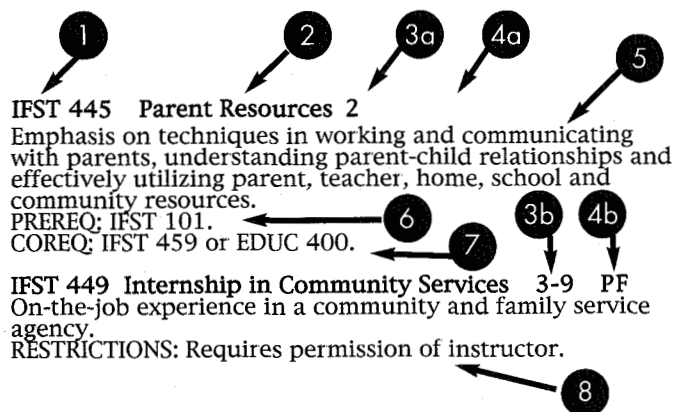 1 2 3a 4a 5
IFST 445 Parent Resources 2
Emphasis on techniques in working and communicating
with parents, understanding parent-child relationships and
effectively utilizing parent, teacher, home, school and
community resources.
PREREQ: IFST 101. 6 3b 4b
COREQ: IFST 459 or EDUC 400. 7
IFST 449 Internship in Community Services 3-9 PF
On-the-job experience in a community and family service
agency.
RESTRICTIONS: Requires permission of instructor.
8